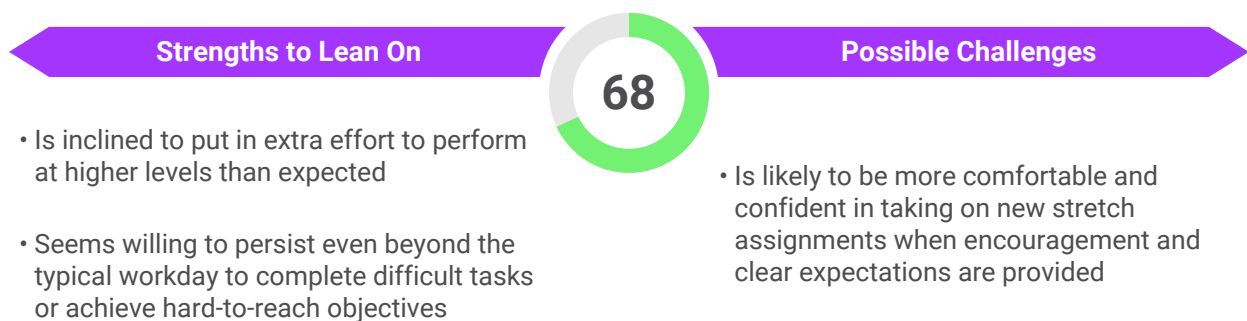 Strengths to Lean On
68
Possible Challenges
• Is inclined to put in extra effort to perform
at higher levels than expected
• Seems willing to persist even beyond the
typical workday to complete difficult tasks
or achieve hard-to-reach objectives
• Is likely to be more comfortable and
confident in taking on new stretch
assignments when encouragement and
clear expectations are provided